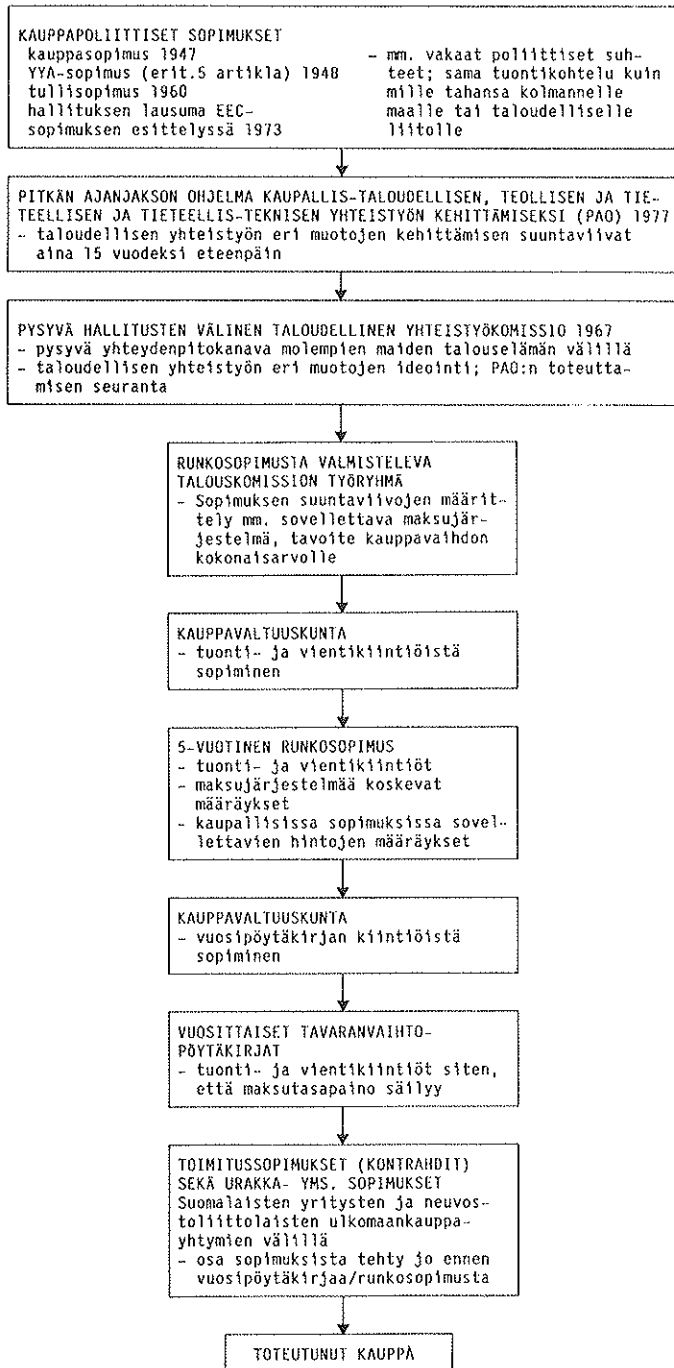 KAUPPAPOLIITTISET SOPIMUKSET
kauppasopimus 1947
YYA-sopimus (erit.5 artikla) 1948
tullisopimus 1960
hallituksen lausuma EEC-
sopimuksen esittelyssä 1973
- mm. vakaat poliittiset suh-
teet; sama tuontikohtelu kuin
mille tahansa kolmannelle
maalle tai taloudelliselle
liitolle
PITKÄN AJANJAKSON OHJELMA KAUPALLIS-TALOUDELLISEN, TEOLLISEN JA TIE-
TEELLISEN JA TIETEELLIS-TEKNISEN YHTEISTYÖN KEHITTÄMISEKSI (PAO) 1977
- taloudellisen yhteistyön eri muotojen kehittämisen suuntaviivat
aina 15 vuodeksi eteenpäin
PYSYVÄ HALLITUSTEN VÄLINEN TALOUDELLINEN YHTEISTYÖKOMISSIO 1967
- pysyvä yhteydenpitokanava molempien maiden talouselämän välillä
- taloudellisen yhteistyön eri muotojen ideointi; PAO:n toteutta-
misen seuranta
RUNKOSOPIMUSTA VALMISTELEVA
TALOUSKOMISSION TYÖRYHMÄ
- Sopimuksen suuntaviivojen määrit-
tely mm. sovellettava maksujär-
jestelmä, tavoite kauppavaihdon
kokonaisarvolle
KAUPPAVALTUUSKUNTA
- tuonti- ja vientikiintiöistä
sopiminen
5-VUOTINEN RUNKOSOPIMUS
- tuonti- ja vientikiintiöt
- maksujärjestelmää koskevat
määräykset
- kaupallisissa sopimuksissa sovel-
lettavien hintojen määräykset
KAUPPAVALTUUSKUNTA
- vuosipöytäkirjan kiintiöistä
sopiminen
VUOSITTAISET TAVARANVAIHTO-
PÖYTÄKIRJAT
- tuonti- ja vientikiintiöt siten,
että maksutasapaino säilyy
TOIMITUSSOPIMUKSET (KONTRAHDIT)
SEKÄ URAKKA- YMS. SOPIMUKSET
Suomalaisten yritysten ja neuvos-
toliittolaisten ulkomaankauppa-
yhtymien välillä
- osa sopimuksista tehty jo ennen
vuosipöytäkirjaa/runkosopimusta
TOTEUTUNUT KAUPPA